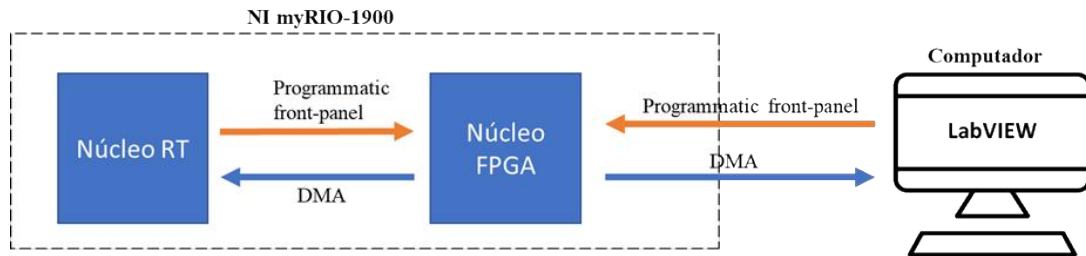 NI myRIO-1900
Núcleo RT
Programmatic
front-panel
DMA
Núcleo
FPGA
Programmatic front-panel
DMA
Computador
LabVIEW